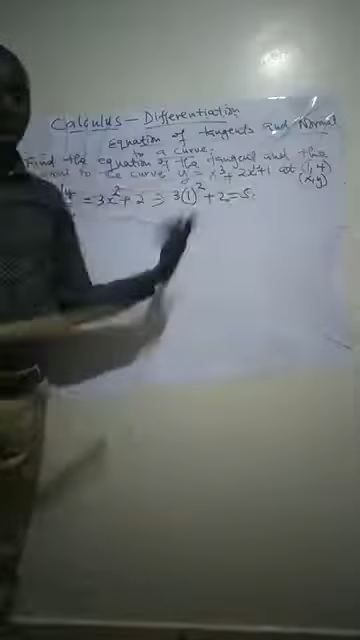 Calculus - Differentiation
Equation of tangents and Normal
to a curve.
Find the equation of the tangent and the
to the curve y = x³+2x+1 at (1, 4)
(x, y)
= 3x²+2 ⇒ 3(1)²+2=5.